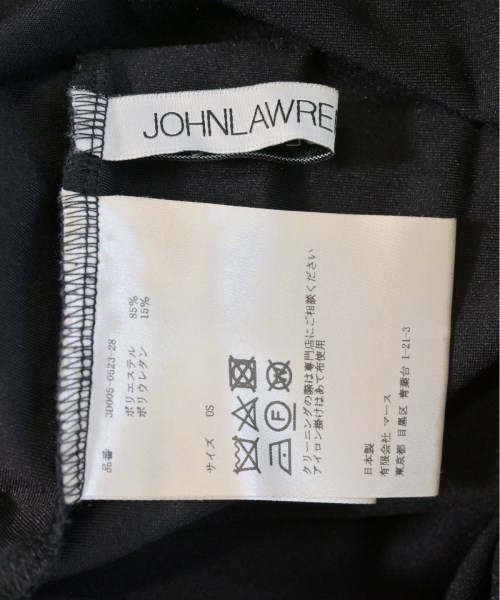 JOHNLAWRE
品番 3D005-0523-28
ポリエステル 85%
ポリウレタン 15%
サイズ OS
F
クリーニングの際は専門店にご相談ください
アイロン掛けはあて布使用
日本製
有限会社 マース
東京都 目黒区 青葉台 1-21-3